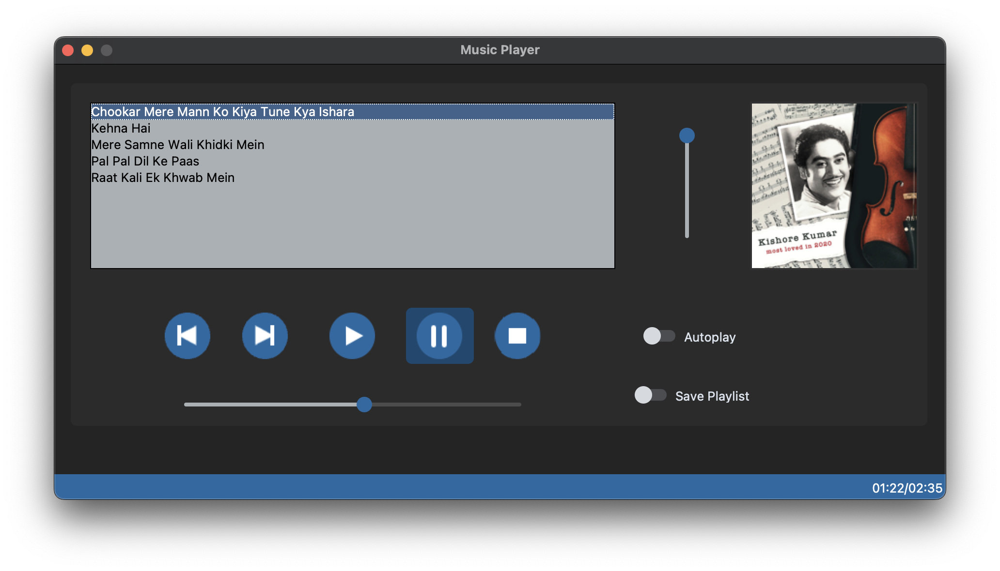 Music Player
Chookar Mere Mann Ko Kiya Tune Kya Ishara
Kehna Hai
Mere Samne Wali Khidki Mein
Pal Pal Dil Ke Paas
Raat Kali Ek Khwab Mein
Kishore Kumar
most loved in 2020
Autoplay
Save Playlist
01:22/02:35